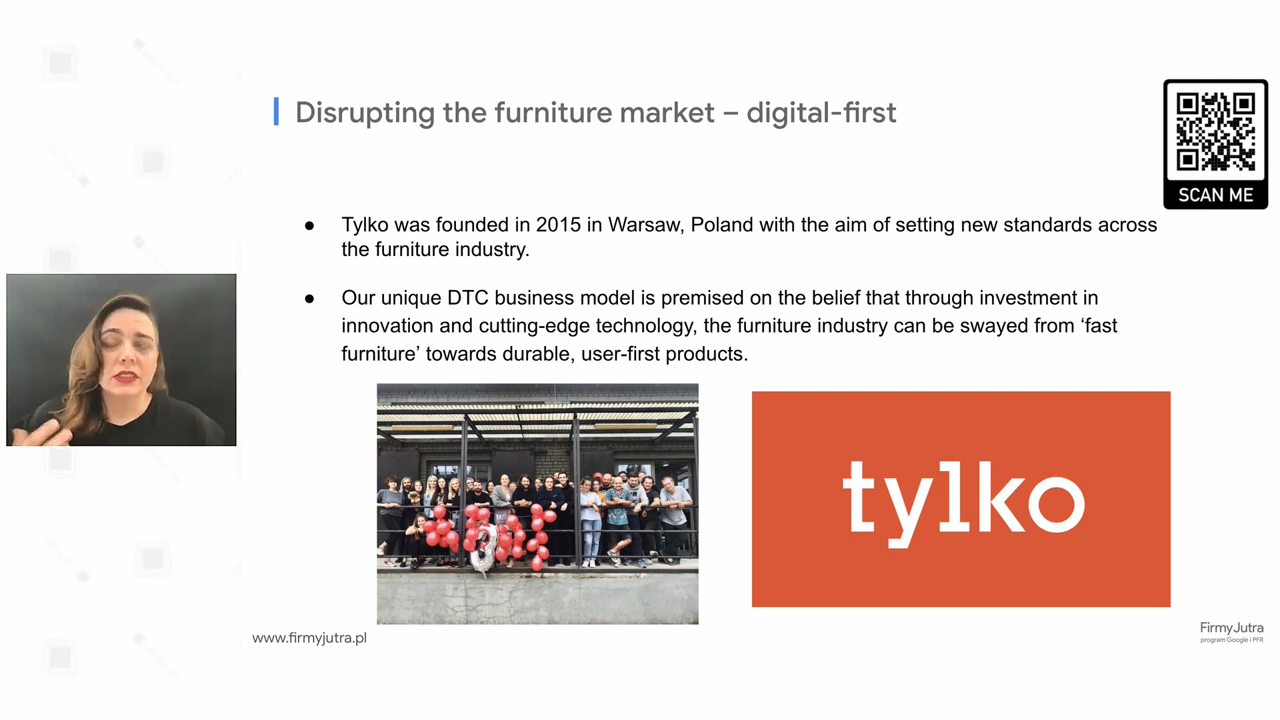 Disrupting the furniture market – digital-first
SCAN ME
● Tylko was founded in 2015 in Warsaw, Poland with the aim of setting new standards across
the furniture industry.
● Our unique DTC business model is premised on the belief that through investment in
innovation and cutting-edge technology, the furniture industry can be swayed from ‘fast
furniture’ towards durable, user-first products.
3
tylko
www.firmyjutra.pl
FirmyJutra
program Google i PFR